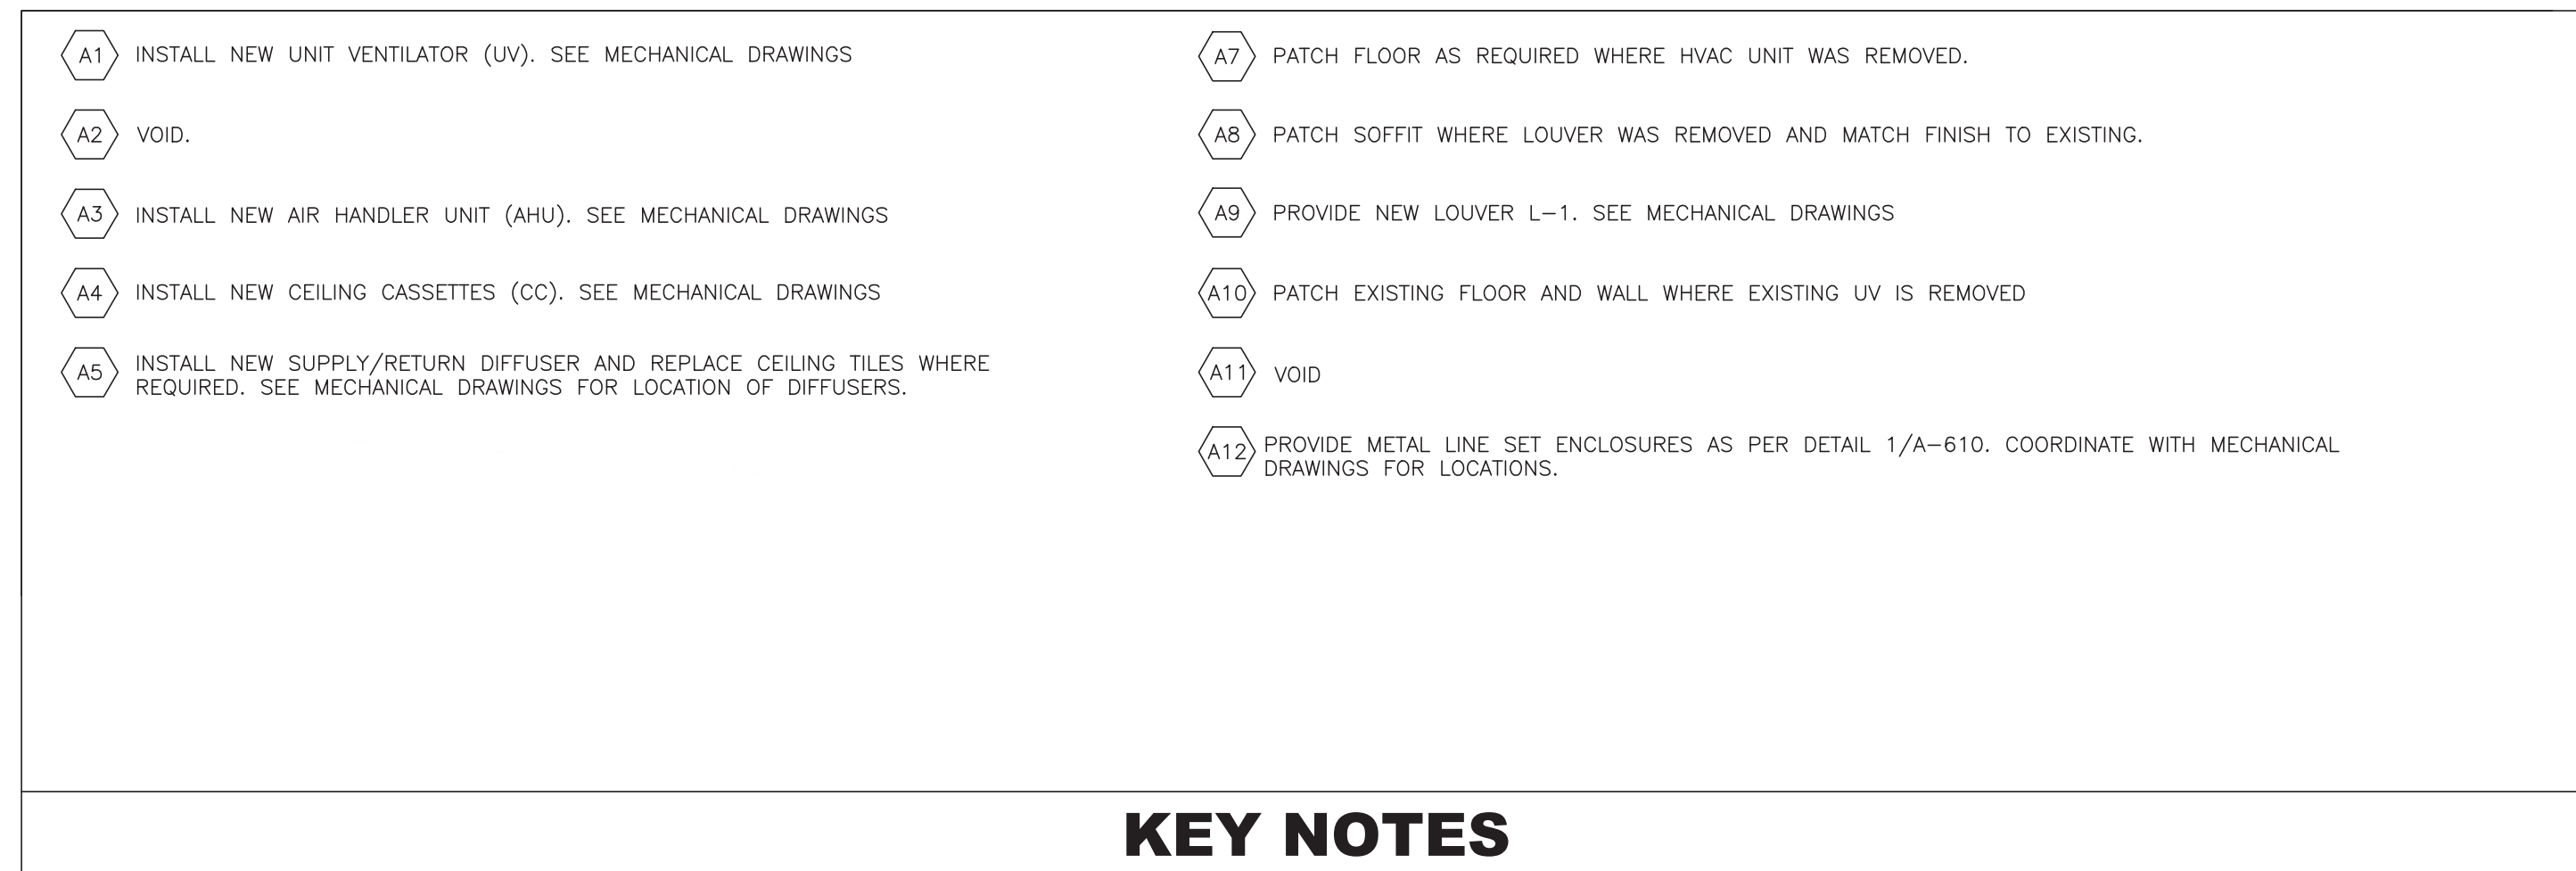 A1 INSTALL NEW UNIT VENTILATOR (UV). SEE MECHANICAL DRAWINGS
A2 VOID.
A3 INSTALL NEW AIR HANDLER UNIT (AHU). SEE MECHANICAL DRAWINGS
A4 INSTALL NEW CEILING CASSETTES (CC). SEE MECHANICAL DRAWINGS
A5 INSTALL NEW SUPPLY/RETURN DIFFUSER AND REPLACE CEILING TILES WHERE
REQUIRED. SEE MECHANICAL DRAWINGS FOR LOCATION OF DIFFUSERS.
A7 PATCH FLOOR AS REQUIRED WHERE HVAC UNIT WAS REMOVED.
A8 PATCH SOFFIT WHERE LOUVER WAS REMOVED AND MATCH FINISH TO EXISTING.
A9 PROVIDE NEW LOUVER L-1. SEE MECHANICAL DRAWINGS
A10 PATCH EXISTING FLOOR AND WALL WHERE EXISTING UV IS REMOVED
A11 VOID
A12 PROVIDE METAL LINE SET ENCLOSURES AS PER DETAIL 1/A-610. COORDINATE WITH MECHANICAL
DRAWINGS FOR LOCATIONS.
KEY NOTES